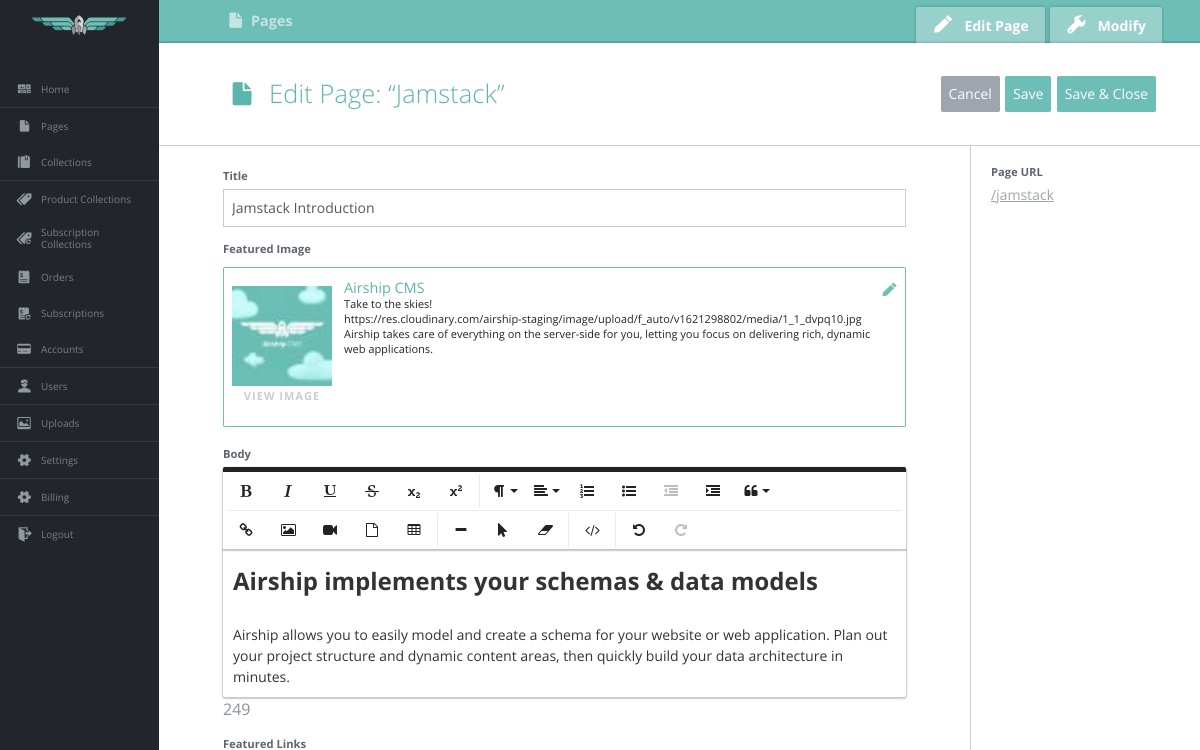 Pages
Edit Page
Modify
Home
Pages
Collections
Product Collections
Subscription
Collections
Orders
Subscriptions
Accounts
Users
Uploads
Settings
Billing
Logout
Edit Page: “Jamstack”
Cancel
Save
Save & Close
Title
Jamstack Introduction
Featured Image
Airship CMS
Take to the skies!
https://res.cloudinary.com/airship-staging/image/upload/f_auto/v1621298802/media/1_1_dvpq10.jpg
Airship takes care of everything on the server-side for you, letting you focus on delivering rich, dynamic
web applications.
VIEW IMAGE
Body
B I U S x₂ x²
Airship implements your schemas & data models
Airship allows you to easily model and create a schema for your website or web application. Plan out
your project structure and dynamic content areas, then quickly build your data architecture in
minutes.
249
Featured Links
Page URL
/jamstack